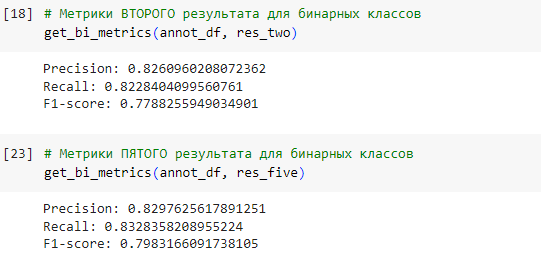 [18] # Метрики ВТОРОГО результата для бинарных классов
get_bi_metrics(annot_df, res_two)
Precision: 0.8260960208072362
Recall: 0.8228404099560761
F1-score: 0.7788255949034901
[23] # Метрики ПЯТОГО результата для бинарных классов
get_bi_metrics(annot_df, res_five)
Precision: 0.8297625617891251
Recall: 0.8328358208955224
F1-score: 0.7983166091738105